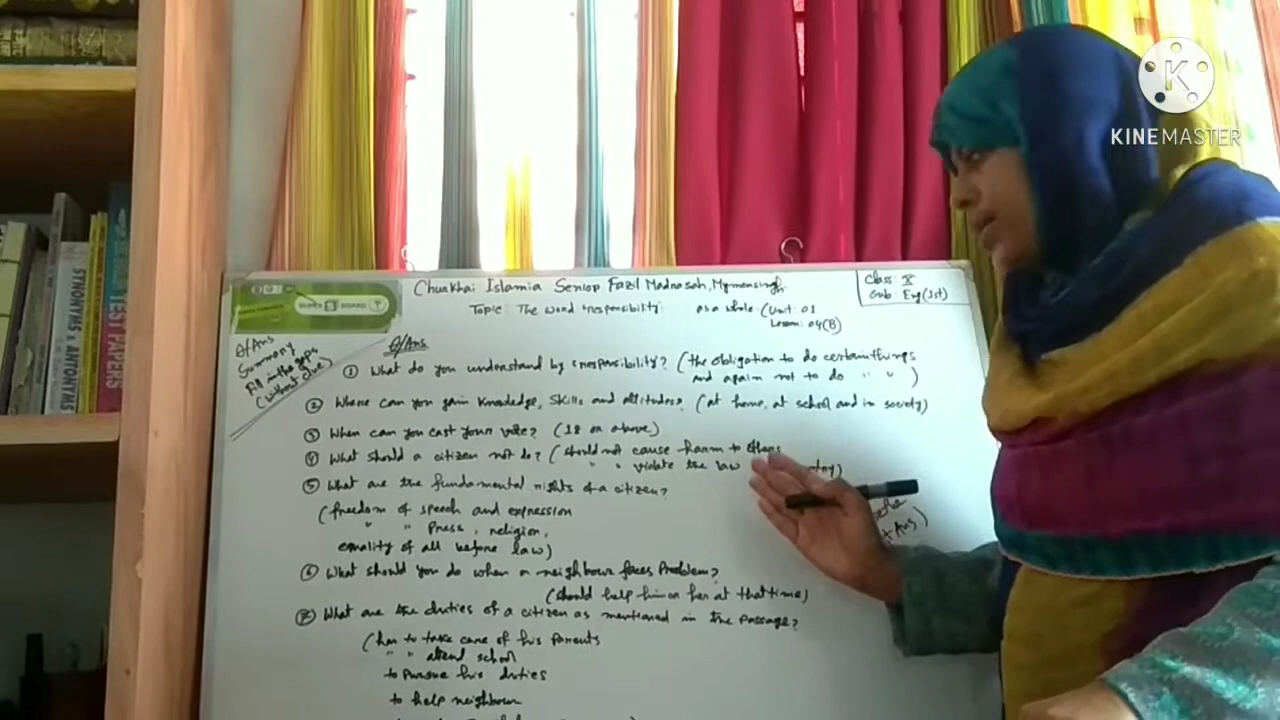 KINEMASTER
SYNONYMS & ANTONYMS
TEST PAPERS
SUPER BOARD
Chuakhai Islamia Senior Fazil Madrasah, Mymensingh.
Class: X
Sub: Eng (1st)
Topic: The word 'responsibility' as a whole (Unit: 01
Lesson: 04(B)
Q/Ans
Summary
Fill in the gaps
(without clue)
Q/Ans
① What do you understand by 'responsibility'? (the obligation to do certain things
and again not to do " " )
② Where can you gain knowledge, skills and attitudes? (at home, at school and in society)
③ When can you cast your vote? (18 or above)
④ What should a citizen not do? (should not cause harm to others
" " violate the law
⑤ What are the fundamental rights of a citizen?
(freedom of speech and expression
" " Press, religion,
equality of all before law)
+ Ans)
⑥ What should you do when a neighbour faces problem?
(should help him or her at that time)
⑦ What are the duties of a citizen as mentioned in the passage?
(has to take care of his parents
" " attend school
to pursue his duties
to help neighbour